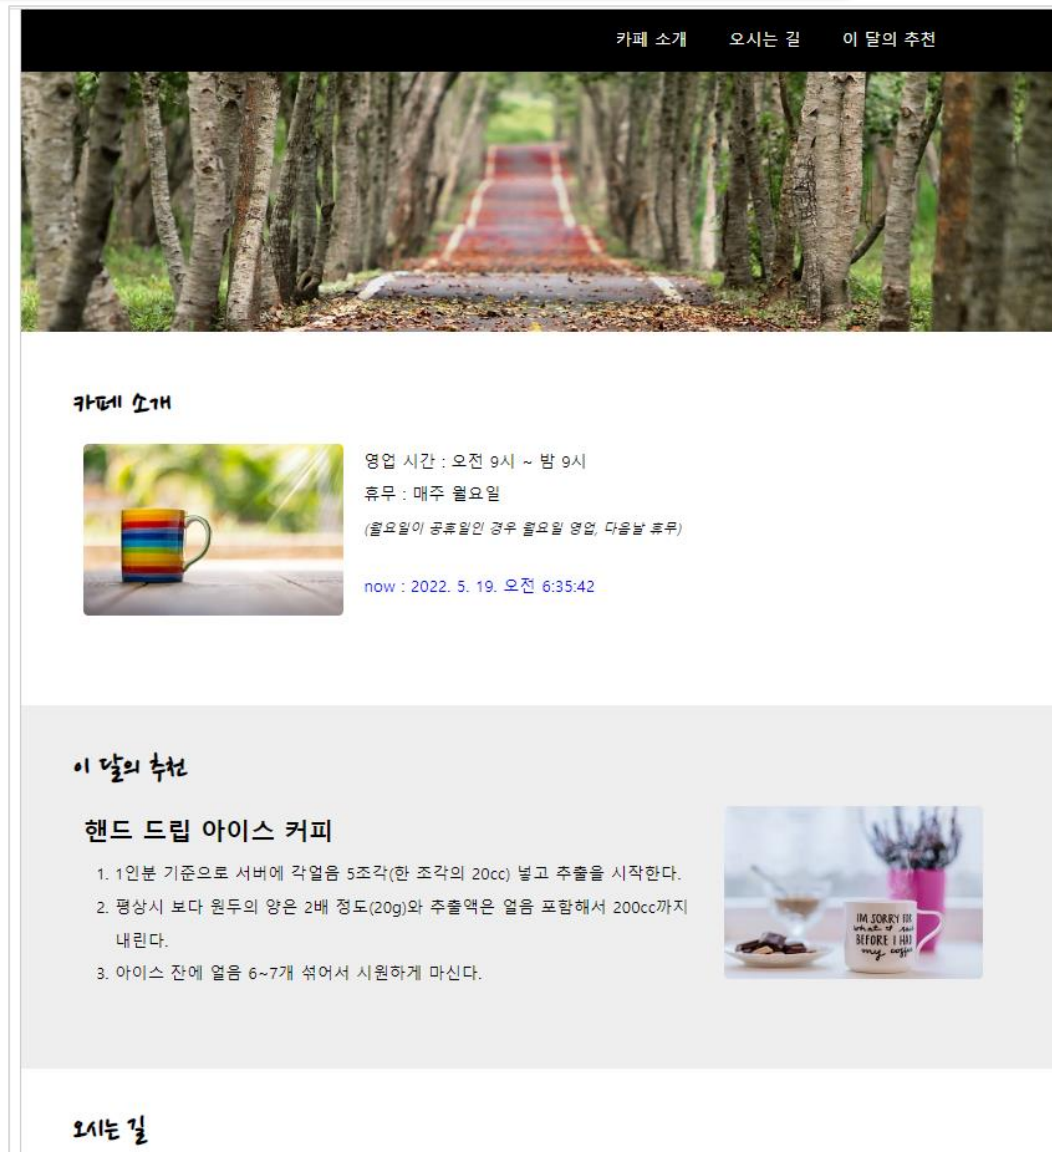 카페 소개 오시는 길 이 달의 추천
카페 소개
영업 시간 : 오전 9시 ~ 밤 9시
휴무 : 매주 월요일
(월요일이 공휴일인 경우 월요일 영업, 다음날 휴무)
now : 2022. 5. 19. 오전 6:35:42
이 달의 추천
핸드 드립 아이스 커피
1. 1인분 기준으로 서버에 각얼음 5조각(한 조각의 20cc) 넣고 추출을 시작한다.
2. 평상시 보다 원두의 양은 2배 정도(20g)와 추출액은 얼음 포함해서 200cc까지
내린다.
3. 아이스 잔에 얼음 6~7개 섞어서 시원하게 마신다.
IM SORRY FOR
what I said
BEFORE I HAD
my coffee
오시는 길